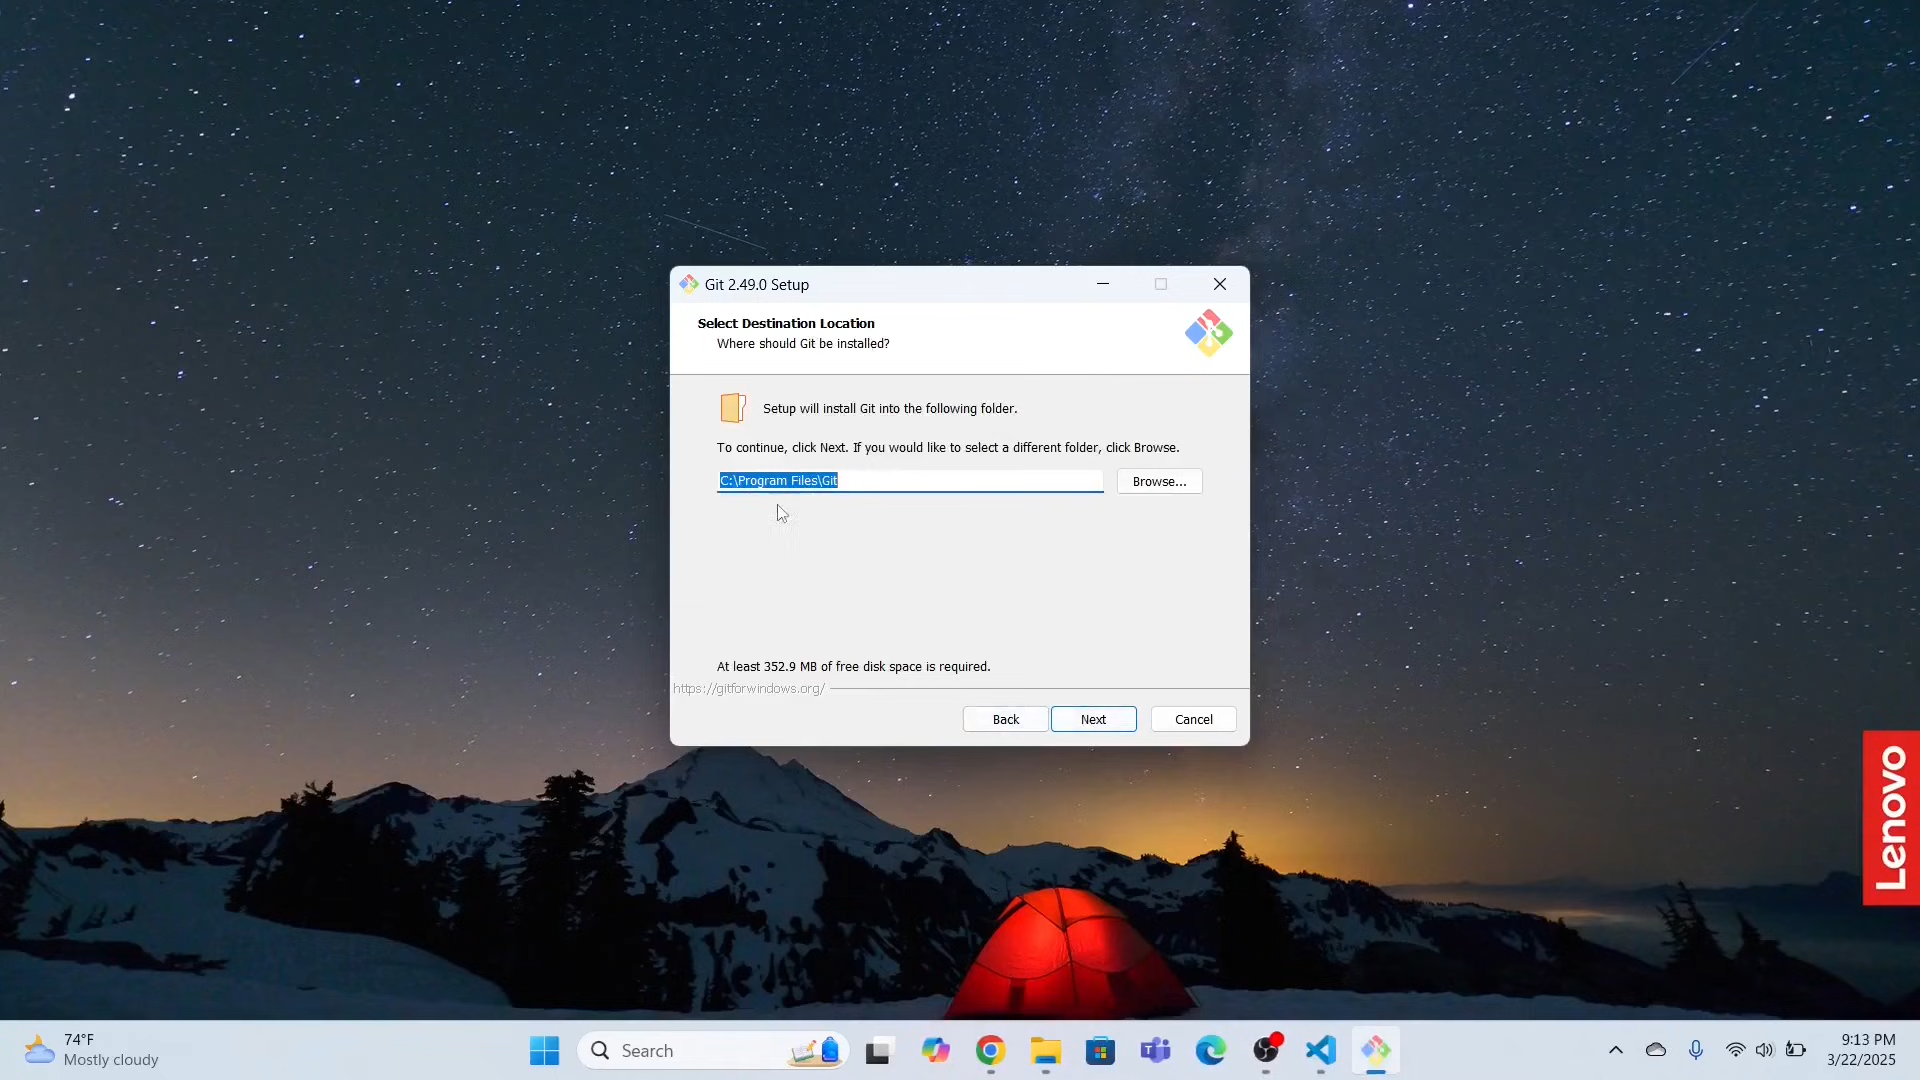 Git 2.49.0 Setup
Select Destination Location
Where should Git be installed?
Setup will install Git into the following folder.
To continue, click Next. If you would like to select a different folder, click Browse.
C:\Program Files\Git
Browse...
At least 352.9 MB of free disk space is required.
https://gitforwindows.org/
Back
Next
Cancel
Lenovo
74°F
Mostly cloudy
Search
9:13 PM
3/22/2025